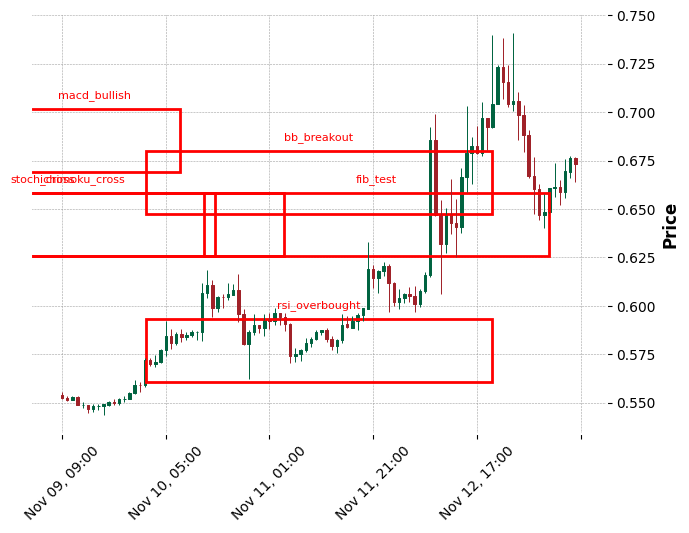 0.750
0.725
macd_bullish
0.700
bb_breakout
0.675
fib_test
0.650
0.625
rsi_overbought
0.600
0.575
0.550
Price
Nov 09, 09:00
Nov 10, 05:00
Nov 11, 01:00
Nov 11, 21:00
Nov 12, 17:00